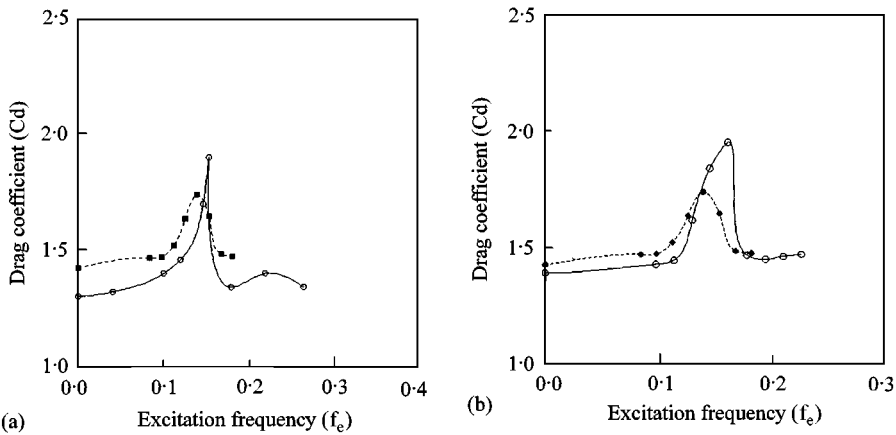 2·5
2·0
1·5
1·0
0·0
0·1
0·2
0·3
0·4
Drag coefficient (Cd)
Excitation frequency (fₑ)
(a)
2·5
2·0
1·5
1·0
0·0
0·1
0·2
0·3
Drag coefficient (Cd)
Excitation frequency (fₑ)
(b)